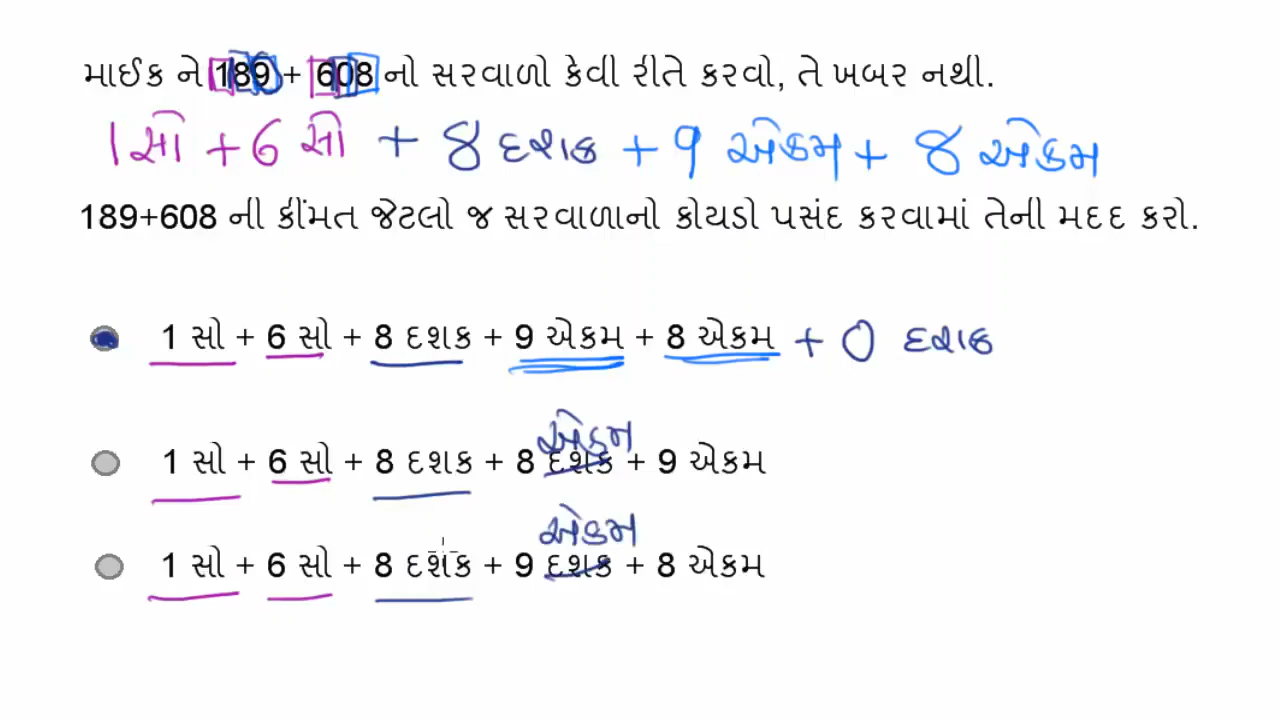 માઈક ને 189 + 608 નો સરવાળો કેવી રીતે કરવો, તે ખબર નથી.
1 સો + 6 સો + 8 દશક + 9 એકમ + 8 એકમ
189+608 ની કીંમત જેટલો જ સરવાળાનો કોયડો પસંદ કરવામાં તેની મદદ કરો.
1 સો + 6 સો + 8 દશક + 9 એકમ + 8 એકમ + 0 દશક
એકમ
1 સો + 6 સો + 8 દશક + 8 દશક + 9 એકમ
એકમ
1 સો + 6 સો + 8 દશક + 9 દશક + 8 એકમ